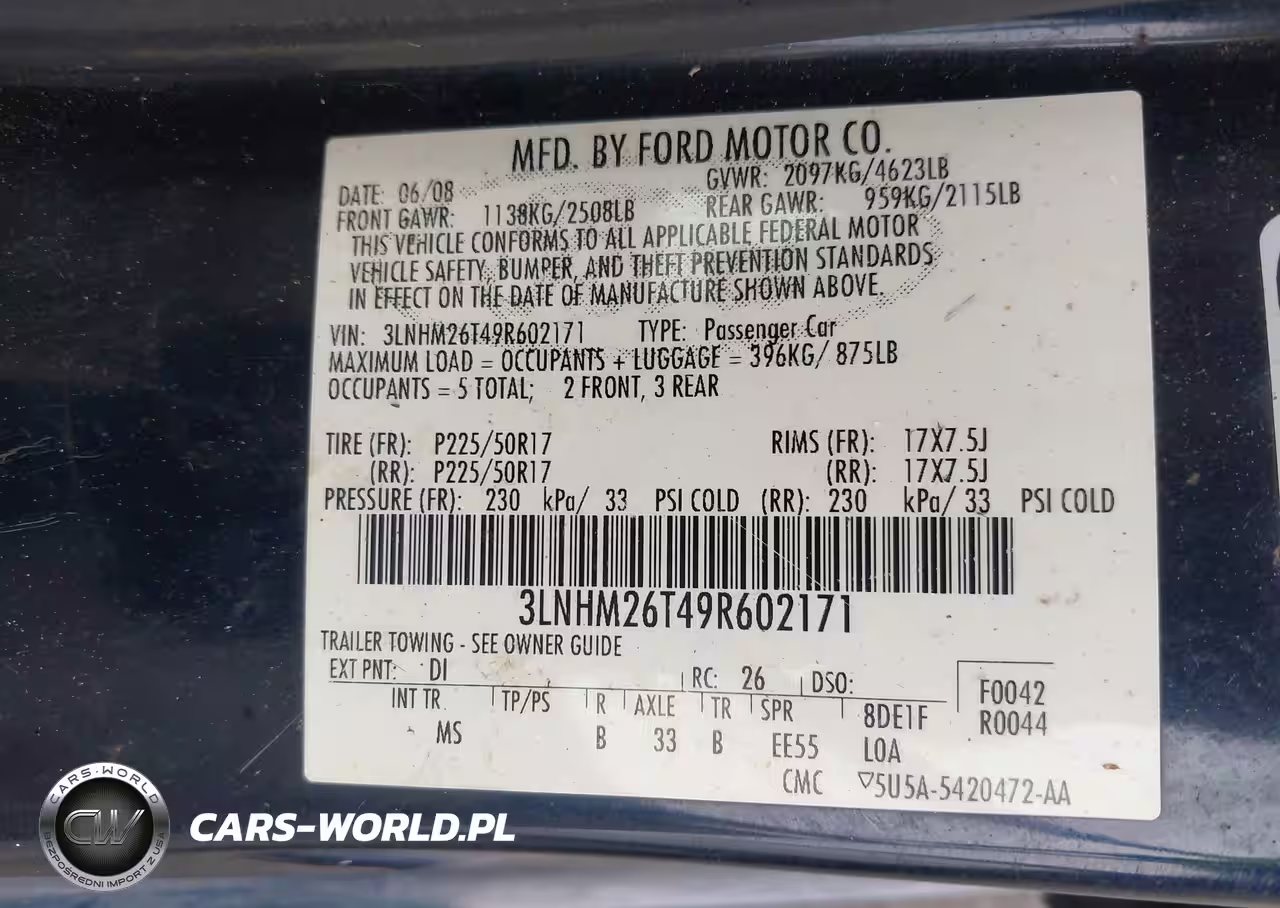 MFD. BY FORD MOTOR CO.
DATE: 06/08 GVWR: 2097KG/4623LB
FRONT GAWR: 1138KG/2508LB REAR GAWR: 959KG/2115LB
THIS VEHICLE CONFORMS TO ALL APPLICABLE FEDERAL MOTOR
VEHICLE SAFETY, BUMPER, AND THEFT PREVENTION STANDARDS
IN EFFECT ON THE DATE OF MANUFACTURE SHOWN ABOVE.
VIN: 3LNHM26T49R602171 TYPE: Passenger Car
MAXIMUM LOAD = OCCUPANTS + LUGGAGE = 396KG/ 875LB
OCCUPANTS = 5 TOTAL; 2 FRONT, 3 REAR
TIRE (FR): P225/50R17 RIMS (FR): 17X7.5J
(RR): P225/50R17 (RR): 17X7.5J
PRESSURE (FR): 230 kPa/ 33 PSI COLD (RR): 230 kPa/ 33 PSI COLD
3LNHM26T49R602171
TRAILER TOWING - SEE OWNER GUIDE
EXT PNT: DI RC: 26 DSO: F0042
INT TR TP/PS R AXLE TR SPR 8DE1F R0044
MS B 33 B EE55 LOA
CMC ▽5U5A-5420472-AA
CARS-WORLD
CW
BEZPOŚREDNI IMPORT Z USA
CARS-WORLD.PL